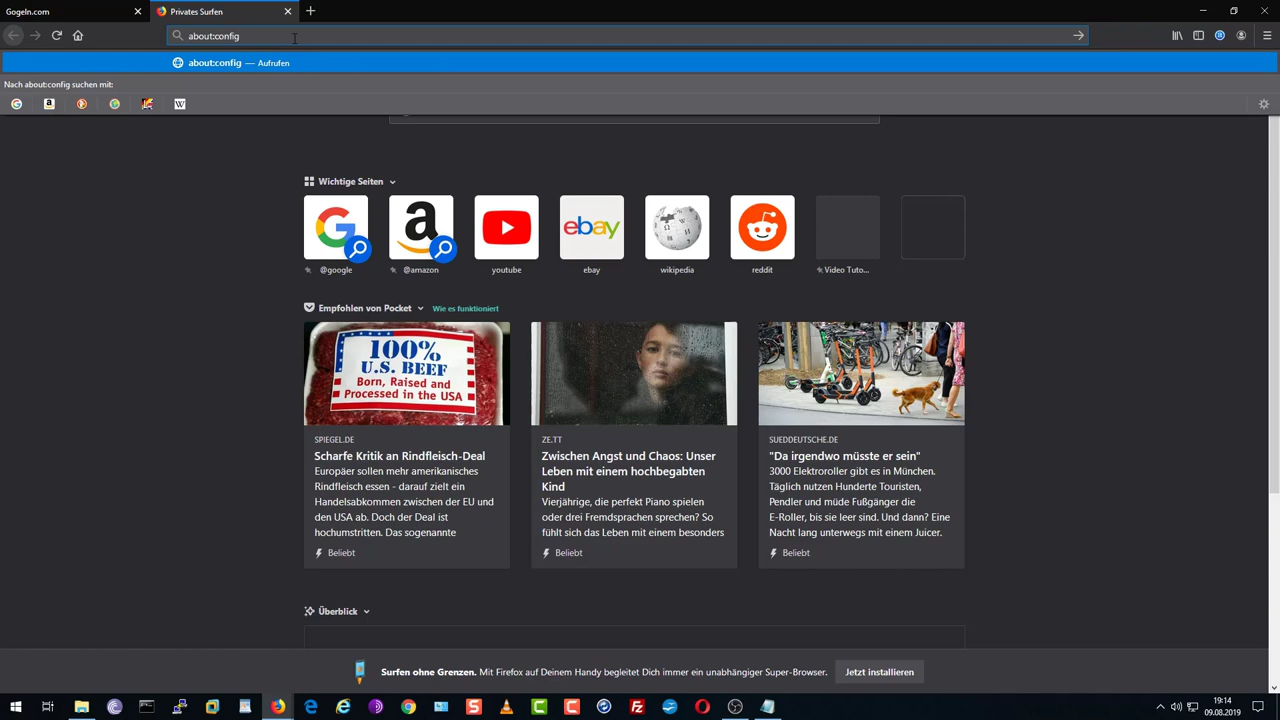 Gogeln.com
Privates Surfen
about:config
about:config — Aufrufen
Nach about:config suchen mit:
Wichtige Seiten
@google
@amazon
youtube
ebay
ebay
wikipedia
reddit
Video Tuto...
Empfohlen von Pocket
Wie es funktioniert
100%
U.S. BEEF
Born, Raised and
Processed in the USA
SPIEGEL.DE
Scharfe Kritik an Rindfleisch-Deal
Europäer sollen mehr amerikanisches
Rindfleisch essen - darauf zielt ein
Handelsabkommen zwischen der EU und
den USA ab. Doch der Deal ist
hochumstritten. Das sogenannte
Beliebt
ZE.TT
Zwischen Angst und Chaos: Unser
Leben mit einem hochbegabten
Kind
Vierjährige, die perfekt Piano spielen
oder drei Fremdsprachen sprechen? So
fühlt sich das Leben mit einem besonders
Beliebt
SUEDDEUTSCHE.DE
"Da irgendwo müsste er sein"
3000 Elektroroller gibt es in München.
Täglich nutzen Hunderte Touristen,
Pendler und müde Fußgänger die
E-Roller, bis sie leer sind. Und dann? Eine
Nacht lang unterwegs mit einem Juicer.
Beliebt
Überblick
Surfen ohne Grenzen. Mit Firefox auf Deinem Handy begleitet Dich immer ein unabhängiger Super-Browser.
Jetzt installieren
19:14
09.08.2019